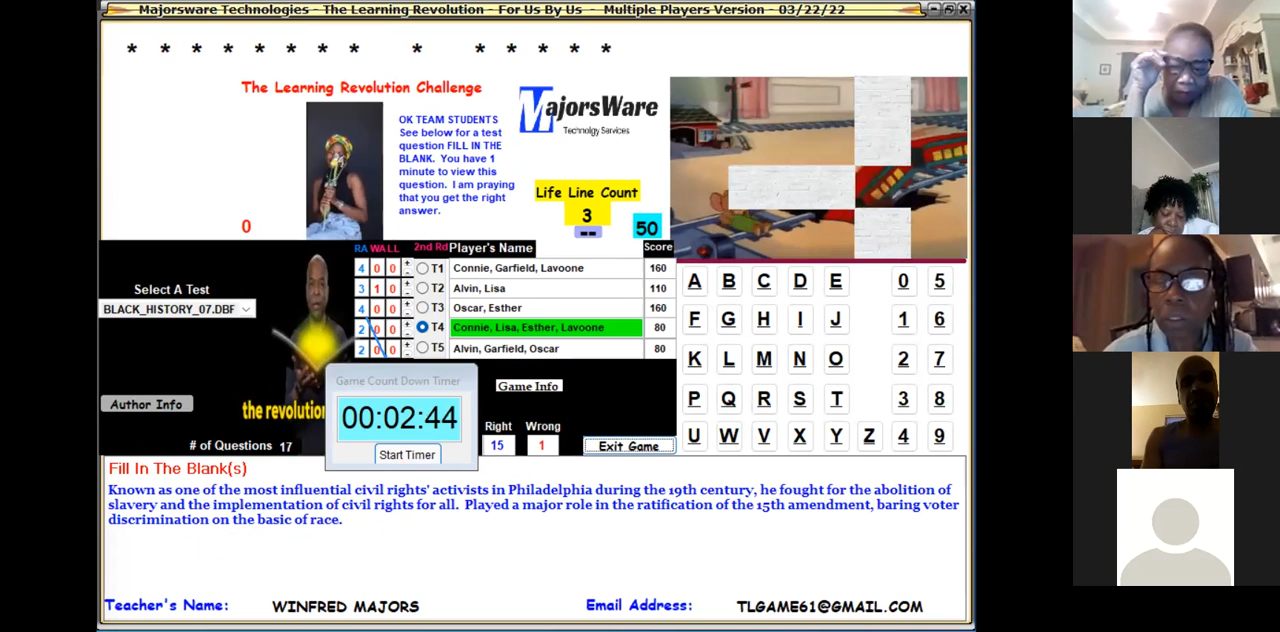 Majorsware Technologies - The Learning Revolution - For Us By Us - Multiple Players Version - 03/22/22
* * * * * * * * * * * * * *
The Learning Revolution Challenge
MajorsWare
Technolgy Services
OK TEAM STUDENTS
See below for a test
question FILL IN THE
BLANK. You have 1
minute to view this
question. I am praying
that you get the right
answer.
Life Line Count
3
--
50
0
RA WA LL 2nd Rd Player's Name Score
4 0 0 + - T1 Connie, Garfield, Lavoone 160
3 1 0 + - T2 Alvin, Lisa 110
4 0 0 + - T3 Oscar, Esther 160
2 0 0 + - T4 Connie, Lisa, Esther, Lavoone 80
2 0 0 + - T5 Alvin, Garfield, Oscar 80
Select A Test
BLACK_HISTORY_07.DBF
Author Info
the revolution
# of Questions 17
Game Count Down Timer
00:02:44
Start Timer
Game Info
Right Wrong
15 1
Exit Game
A B C D E 0 5
F G H I J 1 6
K L M N O 2 7
P Q R S T 3 8
U W V X Y Z 4 9
Fill In The Blank(s)
Known as one of the most influential civil rights' activists in Philadelphia during the 19th century, he fought for the abolition of
slavery and the implementation of civil rights for all. Played a major role in the ratification of the 15th amendment, baring voter
discrimination on the basic of race.
Teacher's Name: WINFRED MAJORS Email Address: TLGAME61@GMAIL.COM